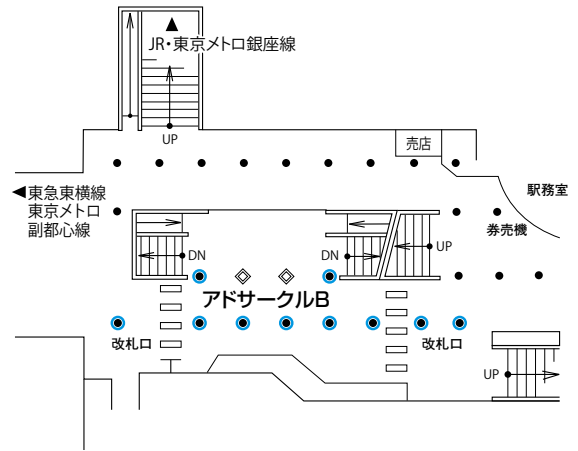 ▲
JR・東京メトロ銀座線
UP
売店
◀東急東横線
東京メトロ
副都心線
駅務室
券売機
DN
DN
UP
アドサークルB
改札口
改札口
UP